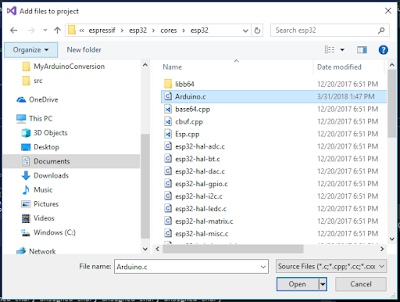 Add files to project
« espressif > esp32 > cores > esp32
Search esp32
Organize
New folder
MyArduinoConversion
src
OneDrive
This PC
3D Objects
Desktop
Documents
Downloads
Music
Pictures
Videos
Windows (C:)
Network
Name
Date modified
libb64 12/20/2017 6:51 PM
Arduino.c 3/31/2018 1:47 PM
base64.cpp 12/20/2017 6:51 PM
cbuf.cpp 12/20/2017 6:51 PM
Esp.cpp 12/20/2017 6:51 PM
esp32-hal-adc.c 12/20/2017 6:51 PM
esp32-hal-bt.c 12/20/2017 6:51 PM
esp32-hal-dac.c 12/20/2017 6:51 PM
esp32-hal-gpio.c 12/20/2017 6:51 PM
esp32-hal-i2c.c 12/20/2017 6:51 PM
esp32-hal-ledc.c 12/20/2017 6:51 PM
esp32-hal-matrix.c 12/20/2017 6:51 PM
esp32-hal-misc.c 12/20/2017 6:51 PM
File name: Arduino.c
Source Files (*.c;*.cpp;*.cc;*.cxx
Open
Cancel